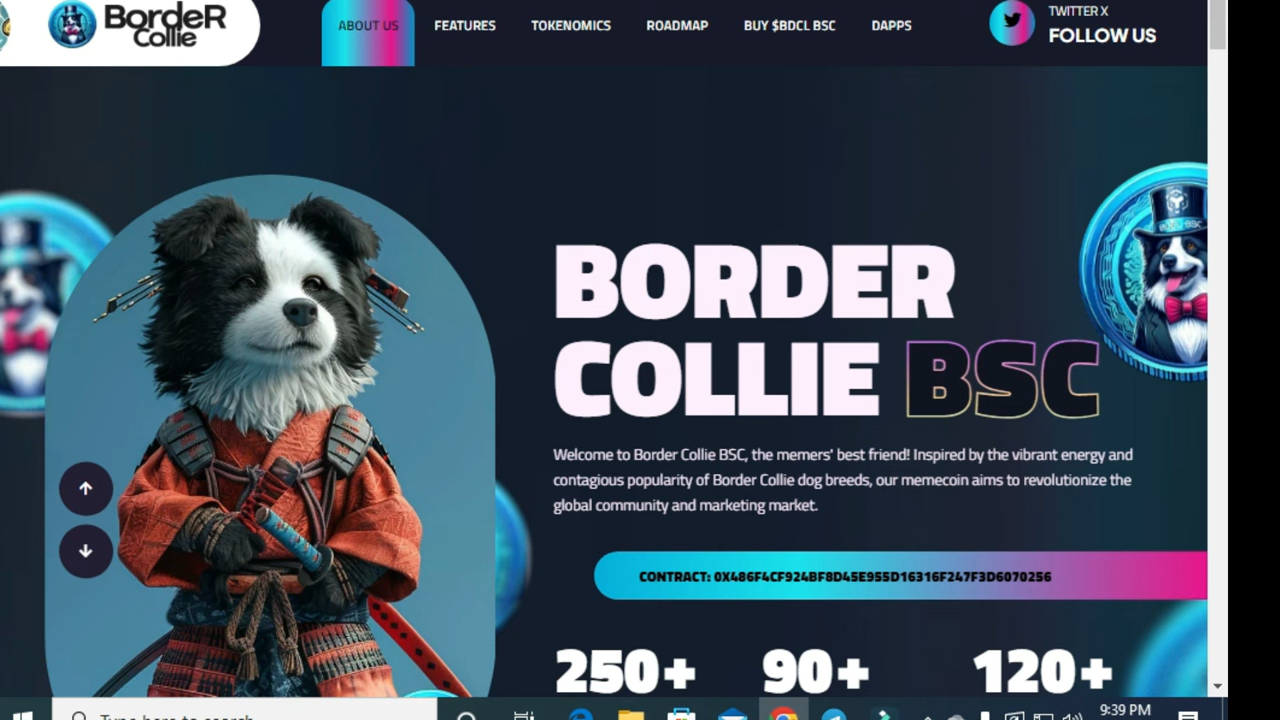 BordeR
Collie
ABOUT US
FEATURES
TOKENOMICS
ROADMAP
BUY $BDCL BSC
DAPPS
TWITTER X
FOLLOW US
BORDER
COLLIE BSC
Welcome to Border Collie BSC, the memers' best friend! Inspired by the vibrant energy and
contagious popularity of Border Collie dog breeds, our memecoin aims to revolutionize the
global community and marketing market.
CONTRACT: 0X486F4CF924BF8D45E955D16316F247F3D6070256
250+
90+
120+
Type here to search
9:39 PM